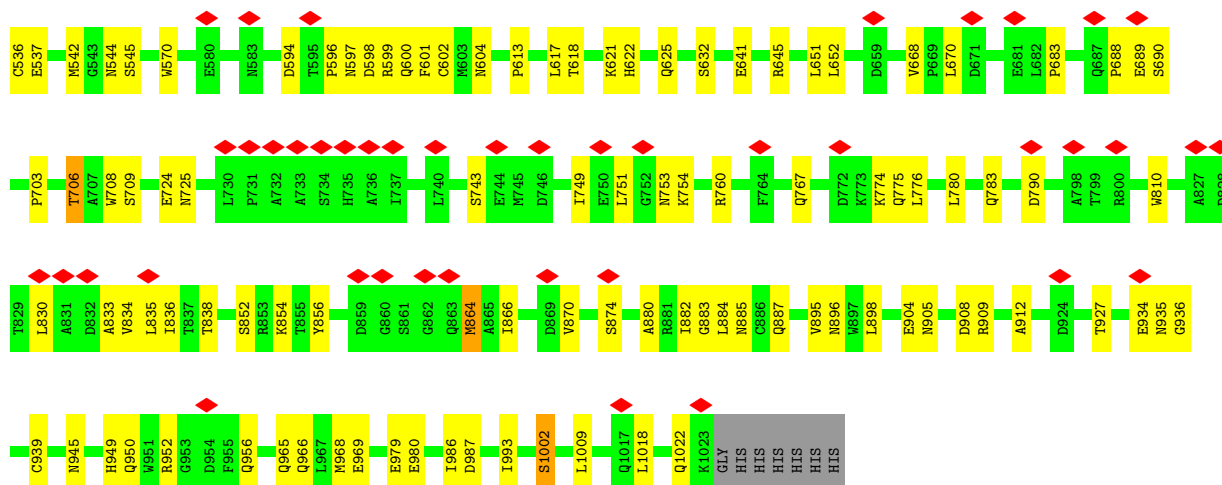 C536 E537 M542 G543 N544 S545 W570 E580 N583 D594 T595 P596 N597 D598 R599 Q600 F601 C602 M603 N604 P613 L617 T618 K621 H622 Q625 S632 E641 R645 L651 L652 D659 V668 P669 L670 D671 E681 L682 P683 Q687 P688 E689 S690
P703 T706 A707 W708 S709 E724 N725 L730 P731 A732 A733 S734 H735 A736 I737 L740 S743 E744 M745 D746 I749 E750 L751 G752 N753 K754 R760 F764 Q767 D772 K773 K774 Q775 L776 L780 Q783 D790 A798 T799 R800 W810 A827 D828
T829 L830 A831 D832 A833 V834 L835 I836 T837 T838 S852 R853 K854 T855 Y856 D859 G860 S861 G862 Q863 M864 A865 I866 D869 V870 S874 A880 R881 I882 G883 L884 N885 C886 Q887 V895 N896 W897 L898 E904 N905 D908 R909 A912 D924 T927 E934 N935 G936
C939 N945 H949 Q950 W951 R952 G953 D954 F955 Q956 Q965 Q966 L967 M968 E969 E979 E980 I986 D987 I993 S1002 L1009 Q1017 L1018 Q1022 K1023 GLY HIS HIS HIS HIS HIS HIS